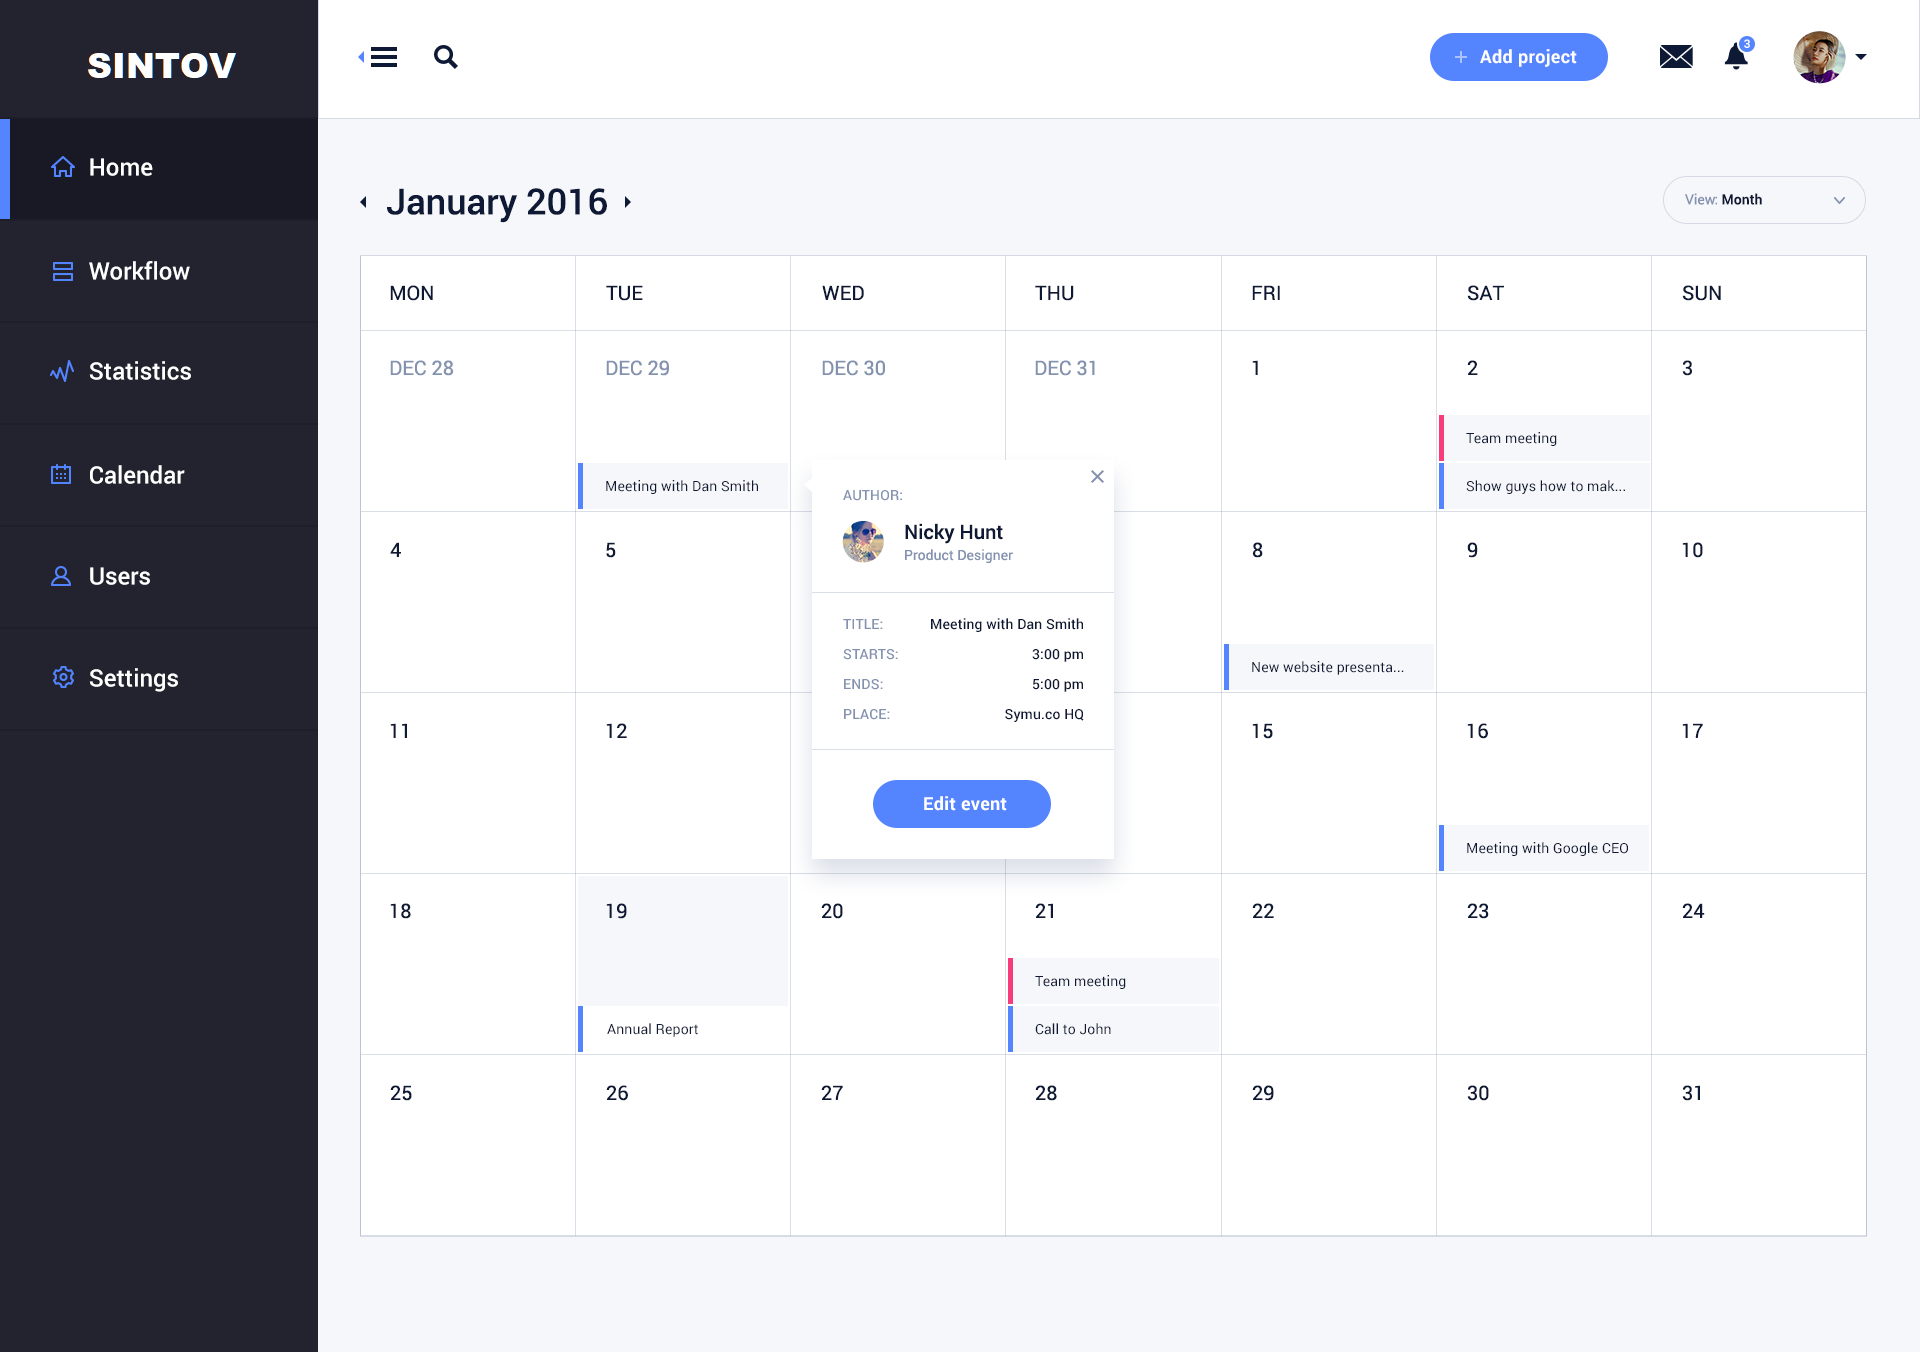 SINTOV
Home
Workflow
Statistics
Calendar
Users
Settings
+ Add project
3
January 2016
View: Month
MON TUE WED THU FRI SAT SUN
DEC 28 DEC 29 DEC 30 DEC 31 1 2 3
Team meeting
Meeting with Dan Smith
Show guys how to mak...
4 5 8 9 10
New website presenta...
11 12 15 16 17
Meeting with Google CEO
18 19 20 21 22 23 24
Team meeting
Annual Report
Call to John
25 26 27 28 29 30 31
AUTHOR:
Nicky Hunt
Product Designer
TITLE: Meeting with Dan Smith
STARTS: 3:00 pm
ENDS: 5:00 pm
PLACE: Symu.co HQ
Edit event